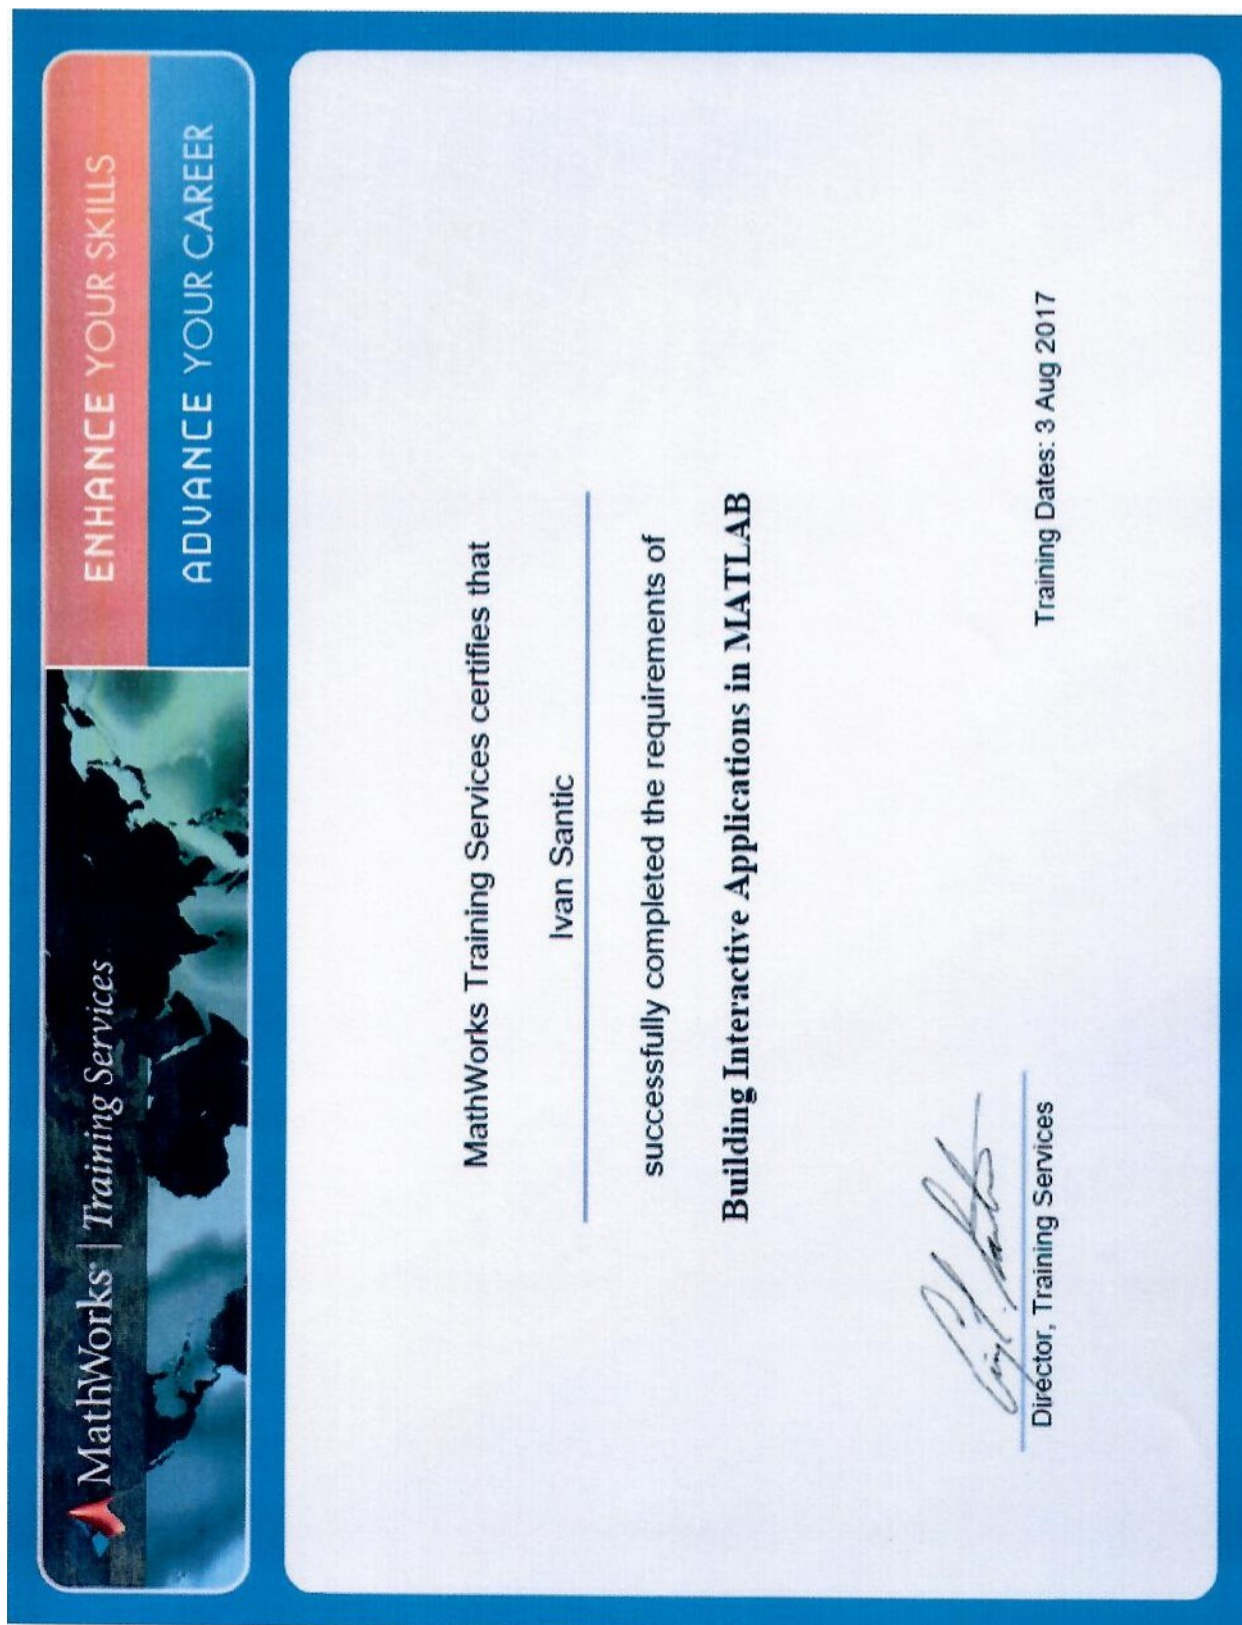 MathWorks® | Training Services
ENHANCE YOUR SKILLS
ADVANCE YOUR CAREER
MathWorks Training Services certifies that
Ivan Santic
successfully completed the requirements of
Building Interactive Applications in MATLAB
Director, Training Services
Training Dates: 3 Aug 2017